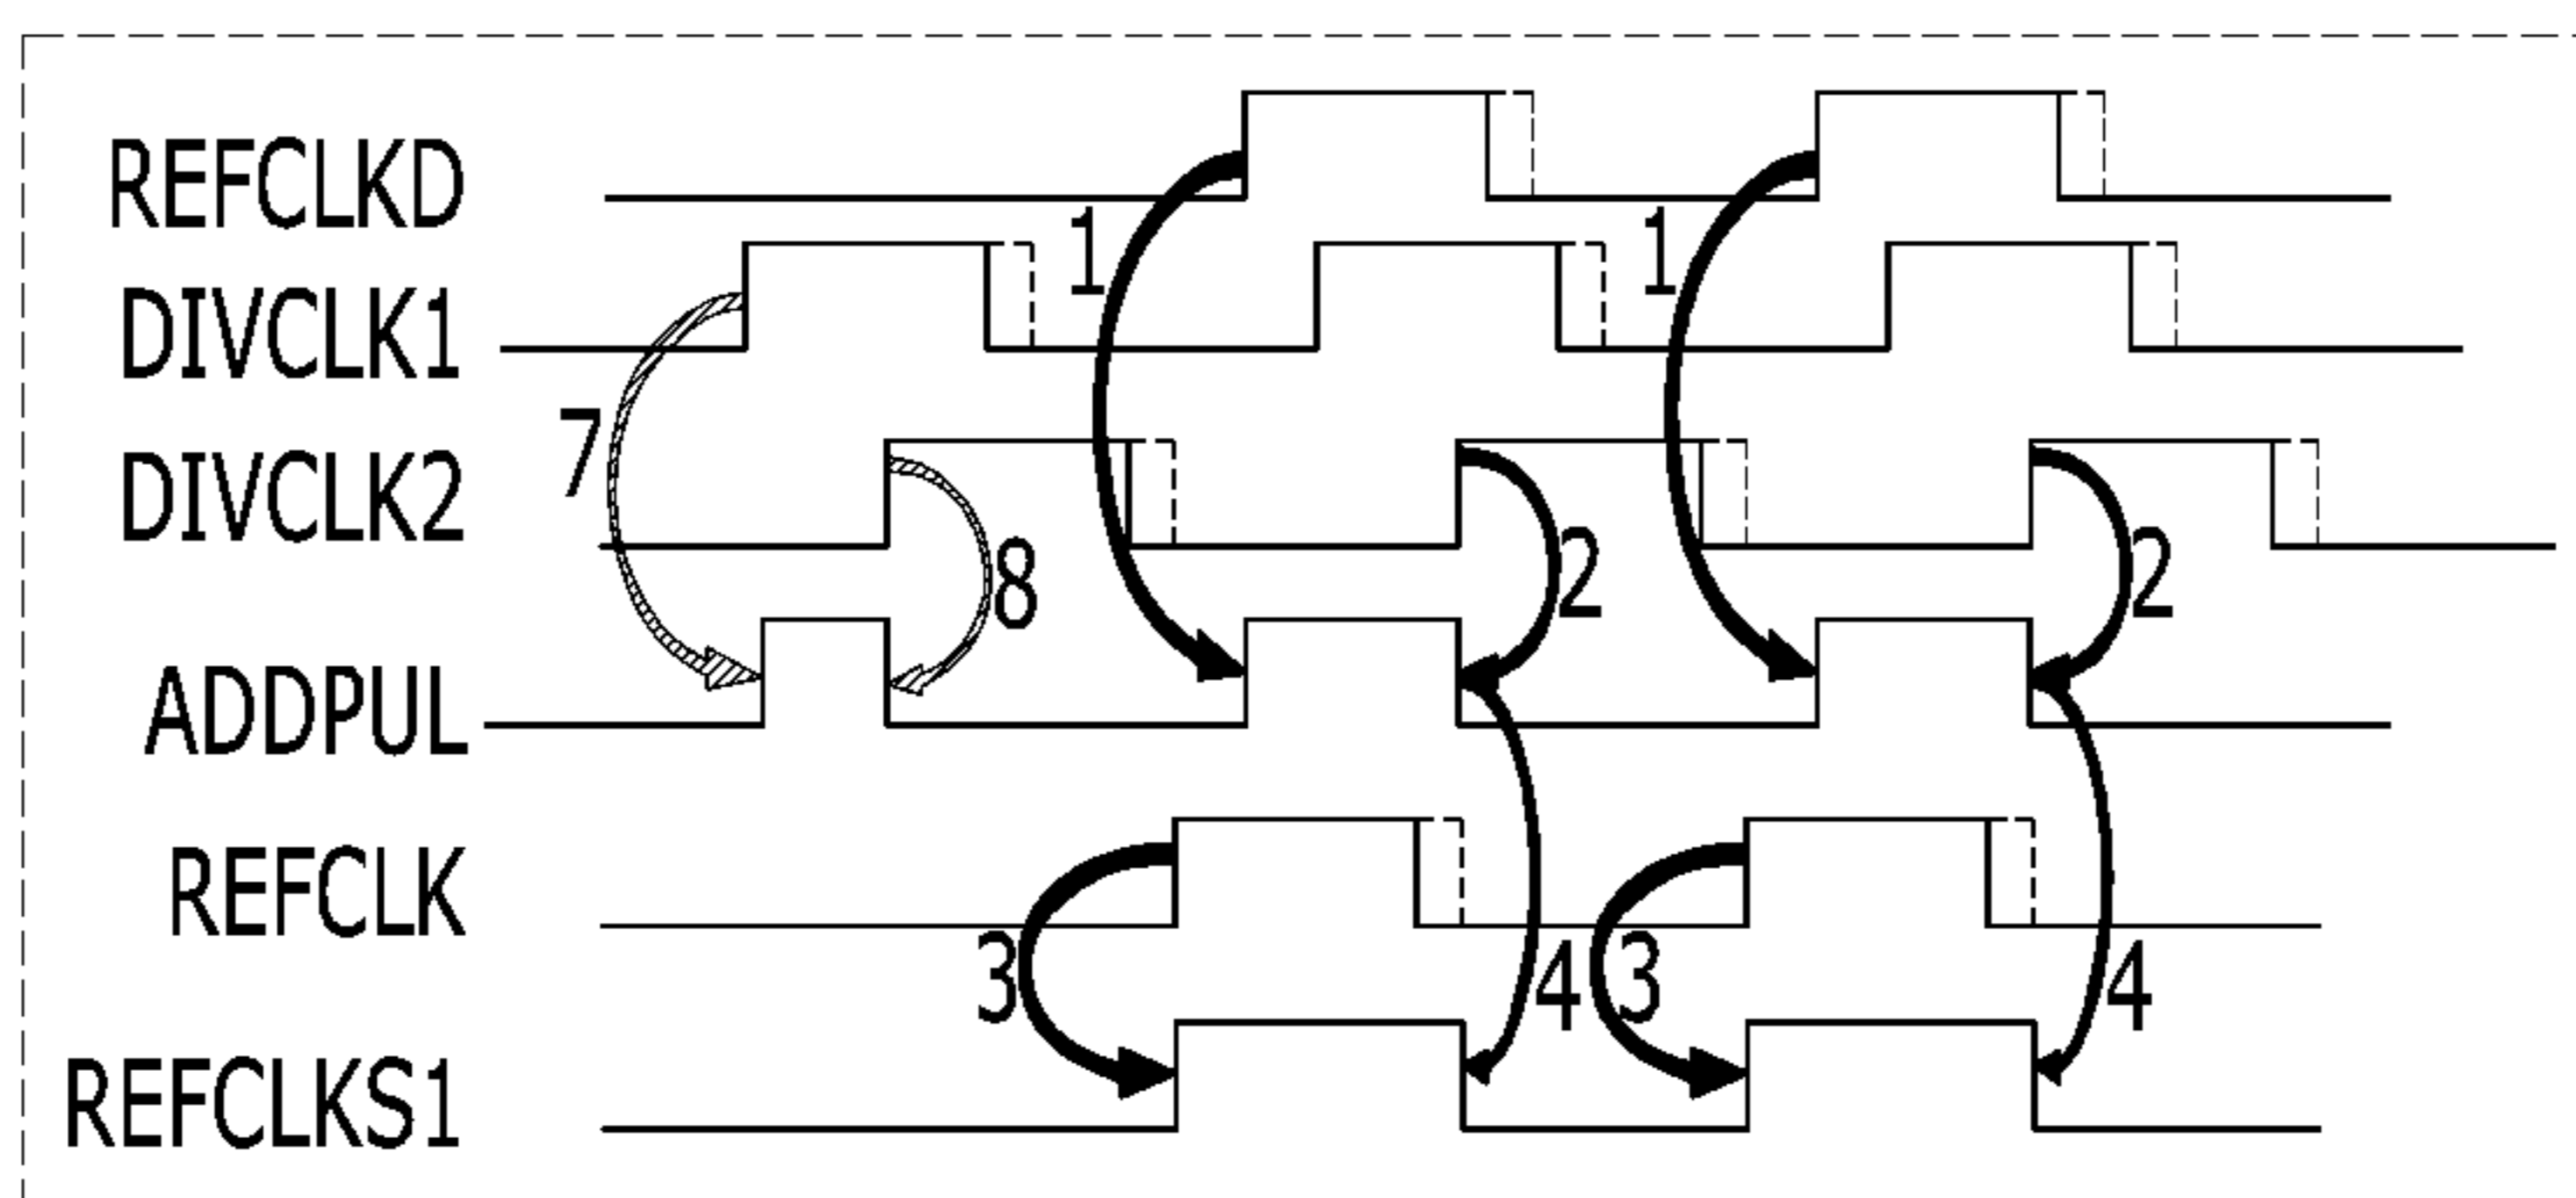 REFCLKD
1 1
DIVCLK1
7
DIVCLK2
8 2 2
ADDPUL
REFCLK
3 4 3 4
REFCLKS1